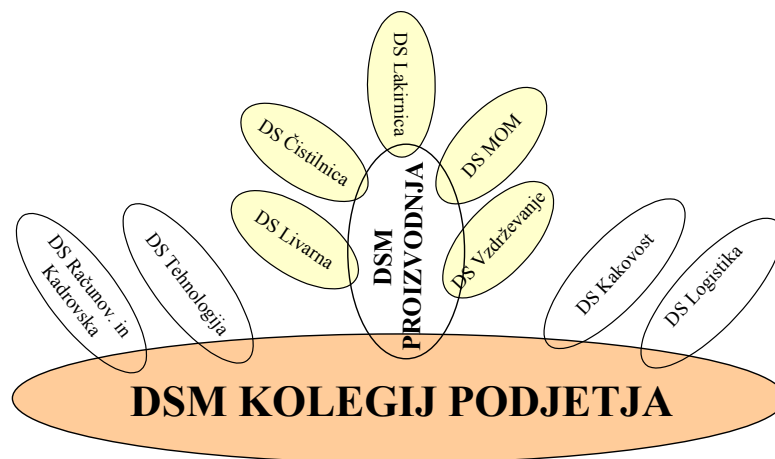 DS Lakirnica
DS Čistilnica
DS MOM
DS Livarna
DSM
PROIZVODNJA
DS Vzdrževanje
DS Računov. in
Kadrovska
DS Tehnologija
DS Kakovost
DS Logistika
DSM KOLEGIJ PODJETJA